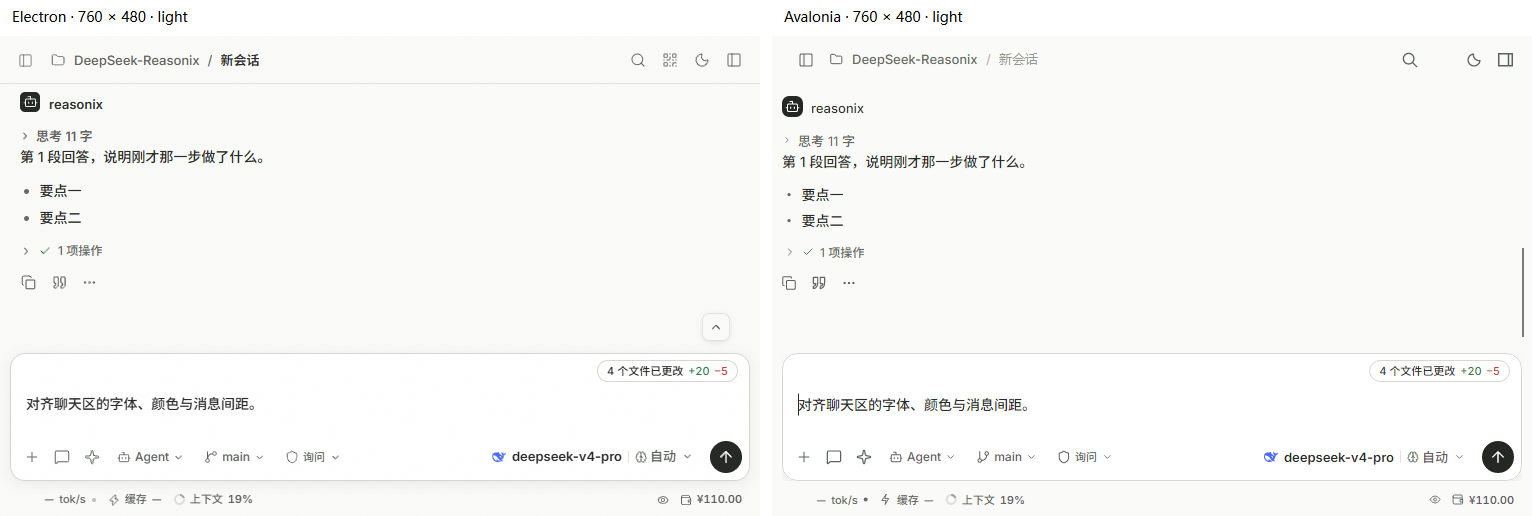 Electron · 760 × 480 · light
DeepSeek-Reasonix / 新会话
reasonix
思考 11 字
第 1 段回答，说明刚才那一步做了什么。
• 要点一
• 要点二
1 项操作
4 个文件已更改 +20 −5
对齐聊天区的字体、颜色与消息间距。
Agent main 询问 deepseek-v4-pro 自动
— tok/s 缓存 — 上下文 19% ¥110.00
Avalonia · 760 × 480 · light
DeepSeek-Reasonix / 新会话
reasonix
思考 11 字
第 1 段回答，说明刚才那一步做了什么。
• 要点一
• 要点二
1 项操作
4 个文件已更改 +20 −5
对齐聊天区的字体、颜色与消息间距。
Agent main 询问 deepseek-v4-pro 自动
— tok/s 缓存 — 上下文 19% ¥110.00